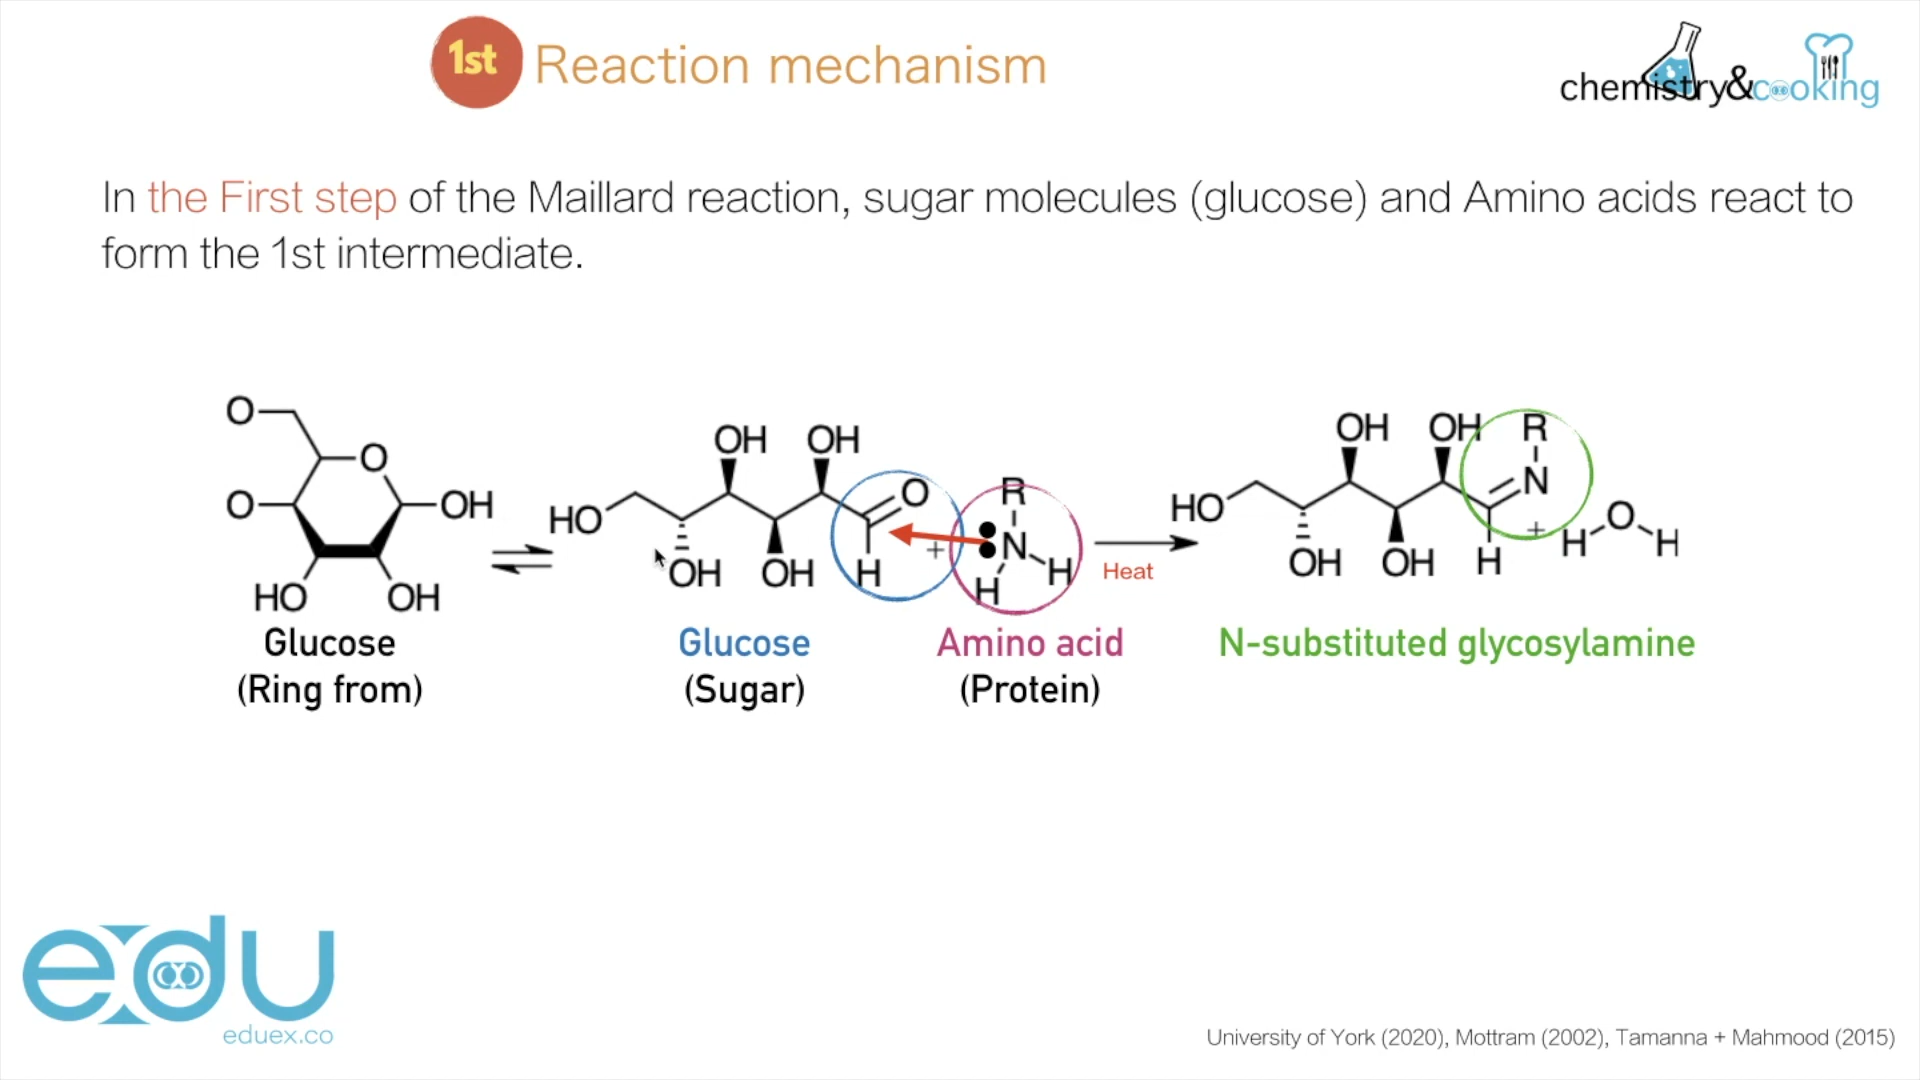 1st Reaction mechanism
chemistry&cooking
In the First step of the Maillard reaction, sugar molecules (glucose) and Amino acids react to
form the 1st intermediate.
O
O
O
OH
HO
OH
HO
OH
OH
O
OH
OH
H
+
R
N
H
H
Heat
HO
OH
OH
R
N
OH
OH
H
+
H
O
H
Glucose
(Ring from)
Glucose
(Sugar)
Amino acid
(Protein)
N-substituted glycosylamine
edu
eduex.co
University of York (2020), Mottram (2002), Tamanna + Mahmood (2015)